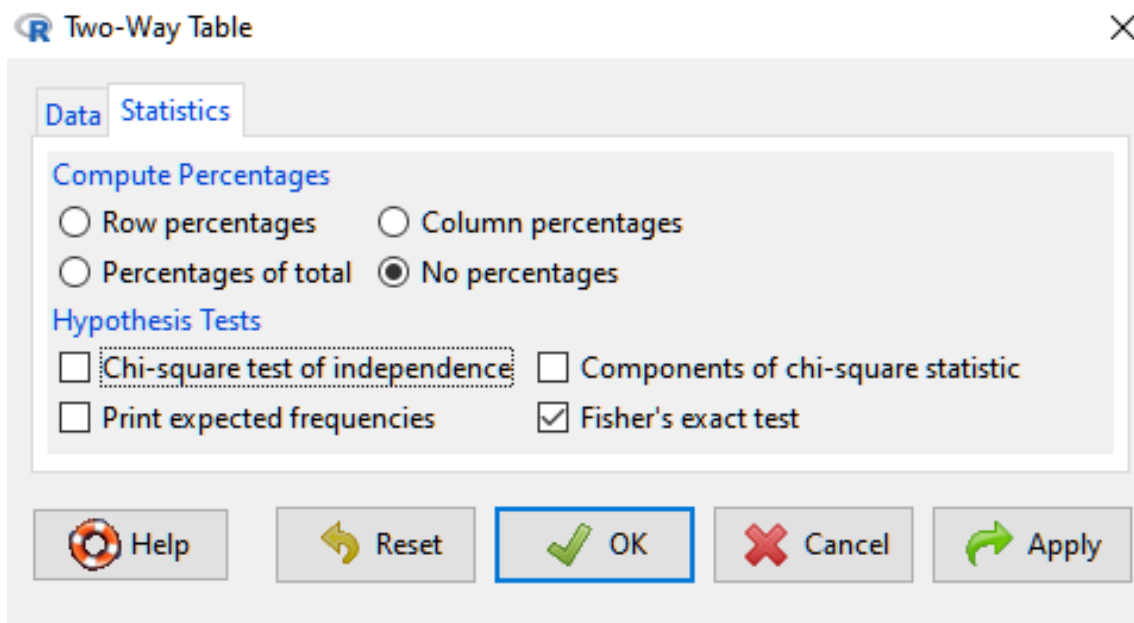 R Two-Way Table
Data Statistics
Compute Percentages
Row percentages Column percentages
Percentages of total No percentages
Hypothesis Tests
Chi-square test of independence Components of chi-square statistic
Print expected frequencies Fisher's exact test
Help Reset OK Cancel Apply